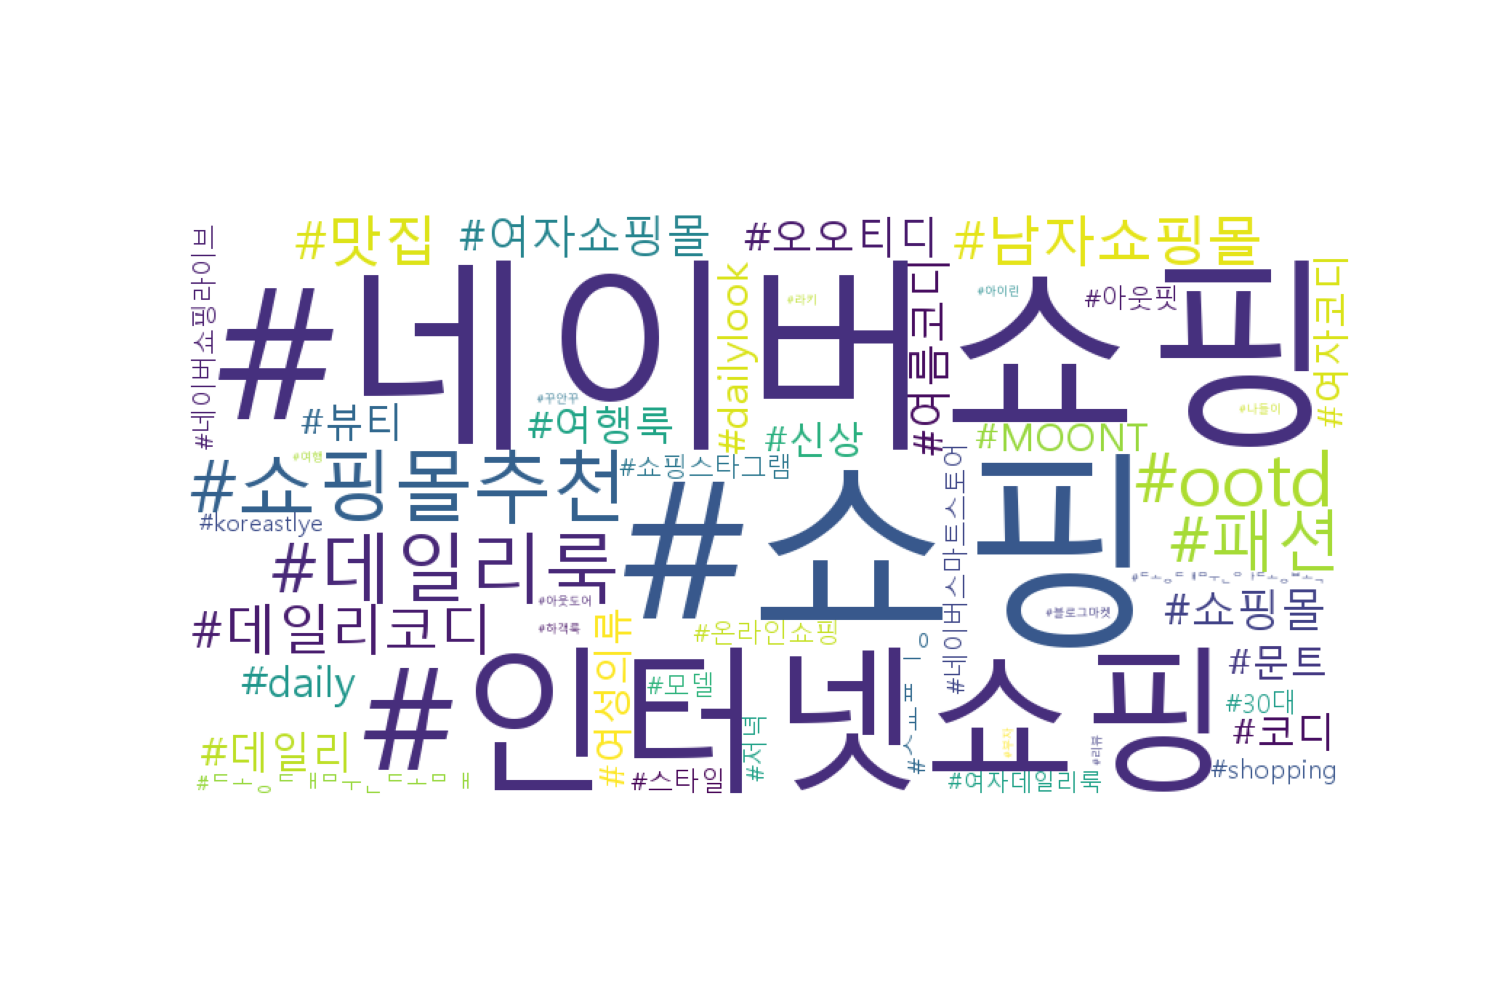 #맛집
#여자쇼핑몰
#오오티디
#남자쇼핑몰
#네이버쇼핑라이브
#네이버쇼핑
#dailylook
#라키
#여름코디
#아이린
#아웃핏
#여자코디
#뷰티
#꾸안꾸
#여행룩
#신상
#MOONT
#나들이
#쇼핑몰추천
#여행
#쇼핑스타그램
#ootd
#koreastlye
#쇼핑
#네이버스마트스토어
#패션
#데일리룩
#아웃도어
#블로그마켓
#쇼핑몰
#데일리코디
#하객룩
#여성의류
#온라인쇼핑
#문트
#daily
#인터넷쇼핑
#모델
#30대
#코디
#데일리
#저녁
#리뷰
#스타일
#여자데일리룩
#shopping